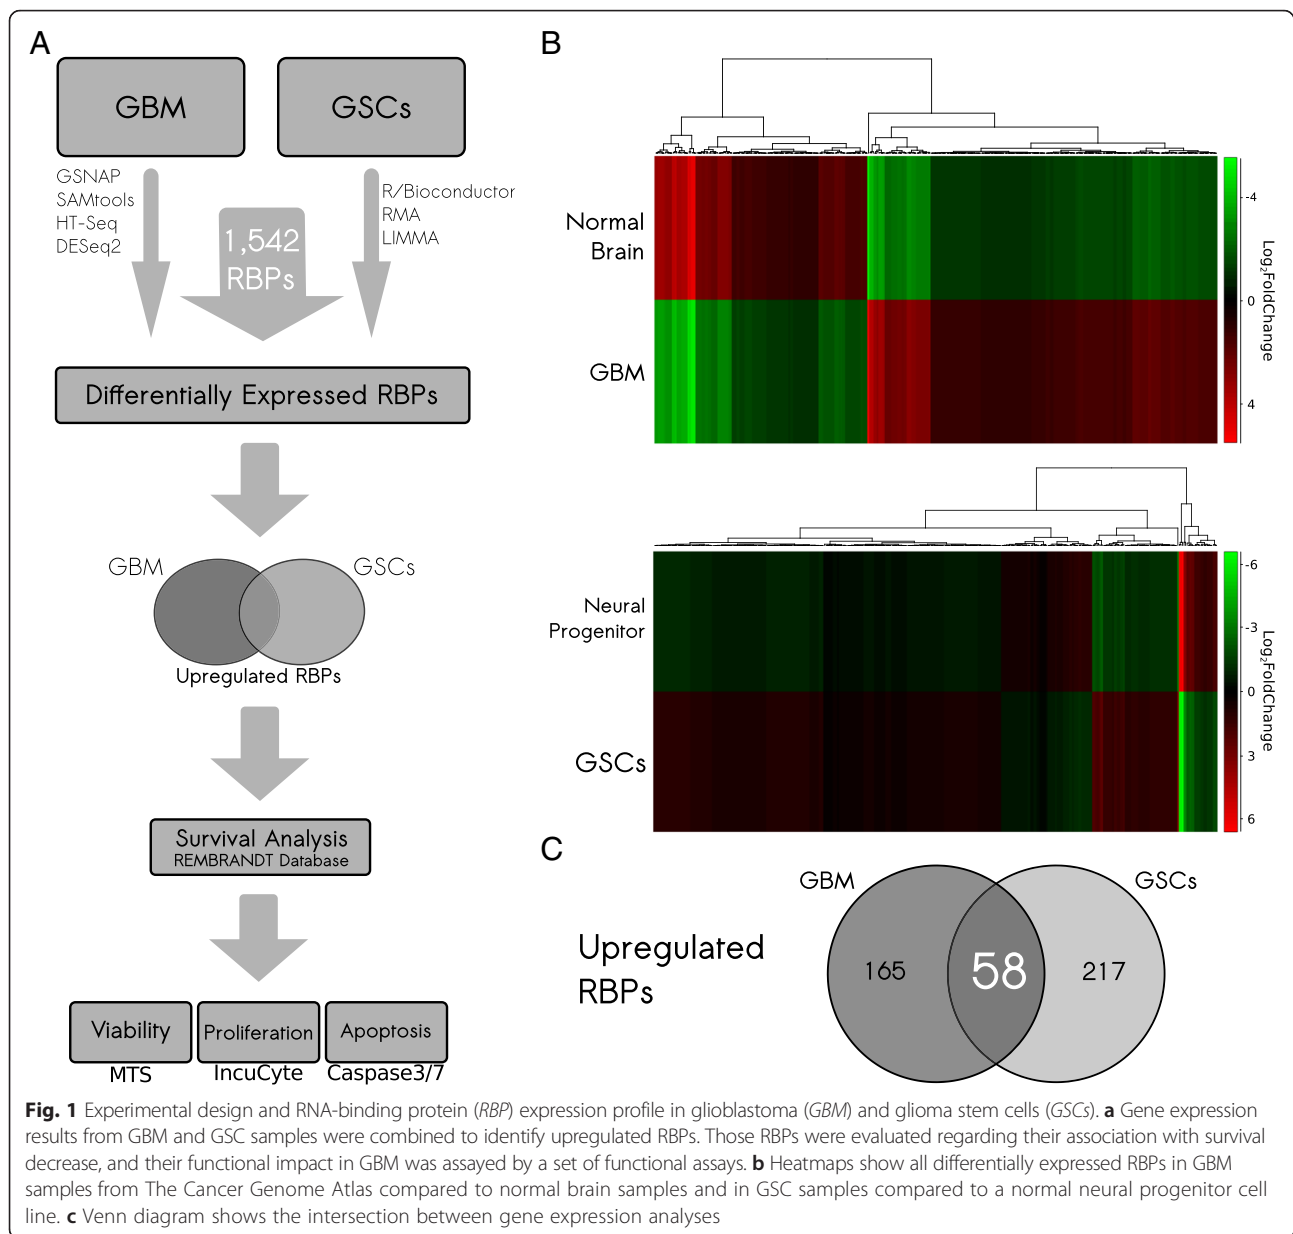 A
GBM
GSCs
GSNAP
SAMtools
HT-Seq
DESeq2
1,542
RBPs
R/Bioconductor
RMA
LIMMA
Differentially Expressed RBPs
GBM
GSCs
Upregulated RBPs
Survival Analysis
REMBRANDT Database
Viability
Proliferation
Apoptosis
MTS
IncuCyte
Caspase3/7
B
Normal
Brain
GBM
-4
0
4
Log2FoldChange
Neural
Progenitor
GSCs
-6
-3
0
3
6
Log2FoldChange
C
Upregulated
RBPs
GBM
GSCs
165
58
217
Fig. 1 Experimental design and RNA-binding protein (RBP) expression profile in glioblastoma (GBM) and glioma stem cells (GSCs). a Gene expression
results from GBM and GSC samples were combined to identify upregulated RBPs. Those RBPs were evaluated regarding their association with survival
decrease, and their functional impact in GBM was assayed by a set of functional assays. b Heatmaps show all differentially expressed RBPs in GBM
samples from The Cancer Genome Atlas compared to normal brain samples and in GSC samples compared to a normal neural progenitor cell
line. c Venn diagram shows the intersection between gene expression analyses